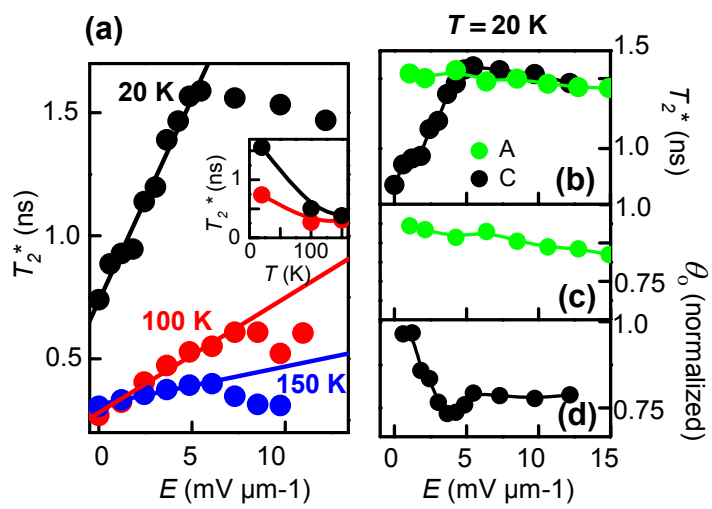 (a)
T = 20 K
20 K
100 K
150 K
1.5
1.0
0.5
T2* (ns)
0
5
10
E (mV μm-1)
1
0
T2* (ns)
0
100
T (K)
1.5
1.0
T2* (ns)
A
C
(b)
1.0
0.75
(c)
θo (normalized)
1.0
0.75
(d)
0
5
10
15
E (mV μm-1)